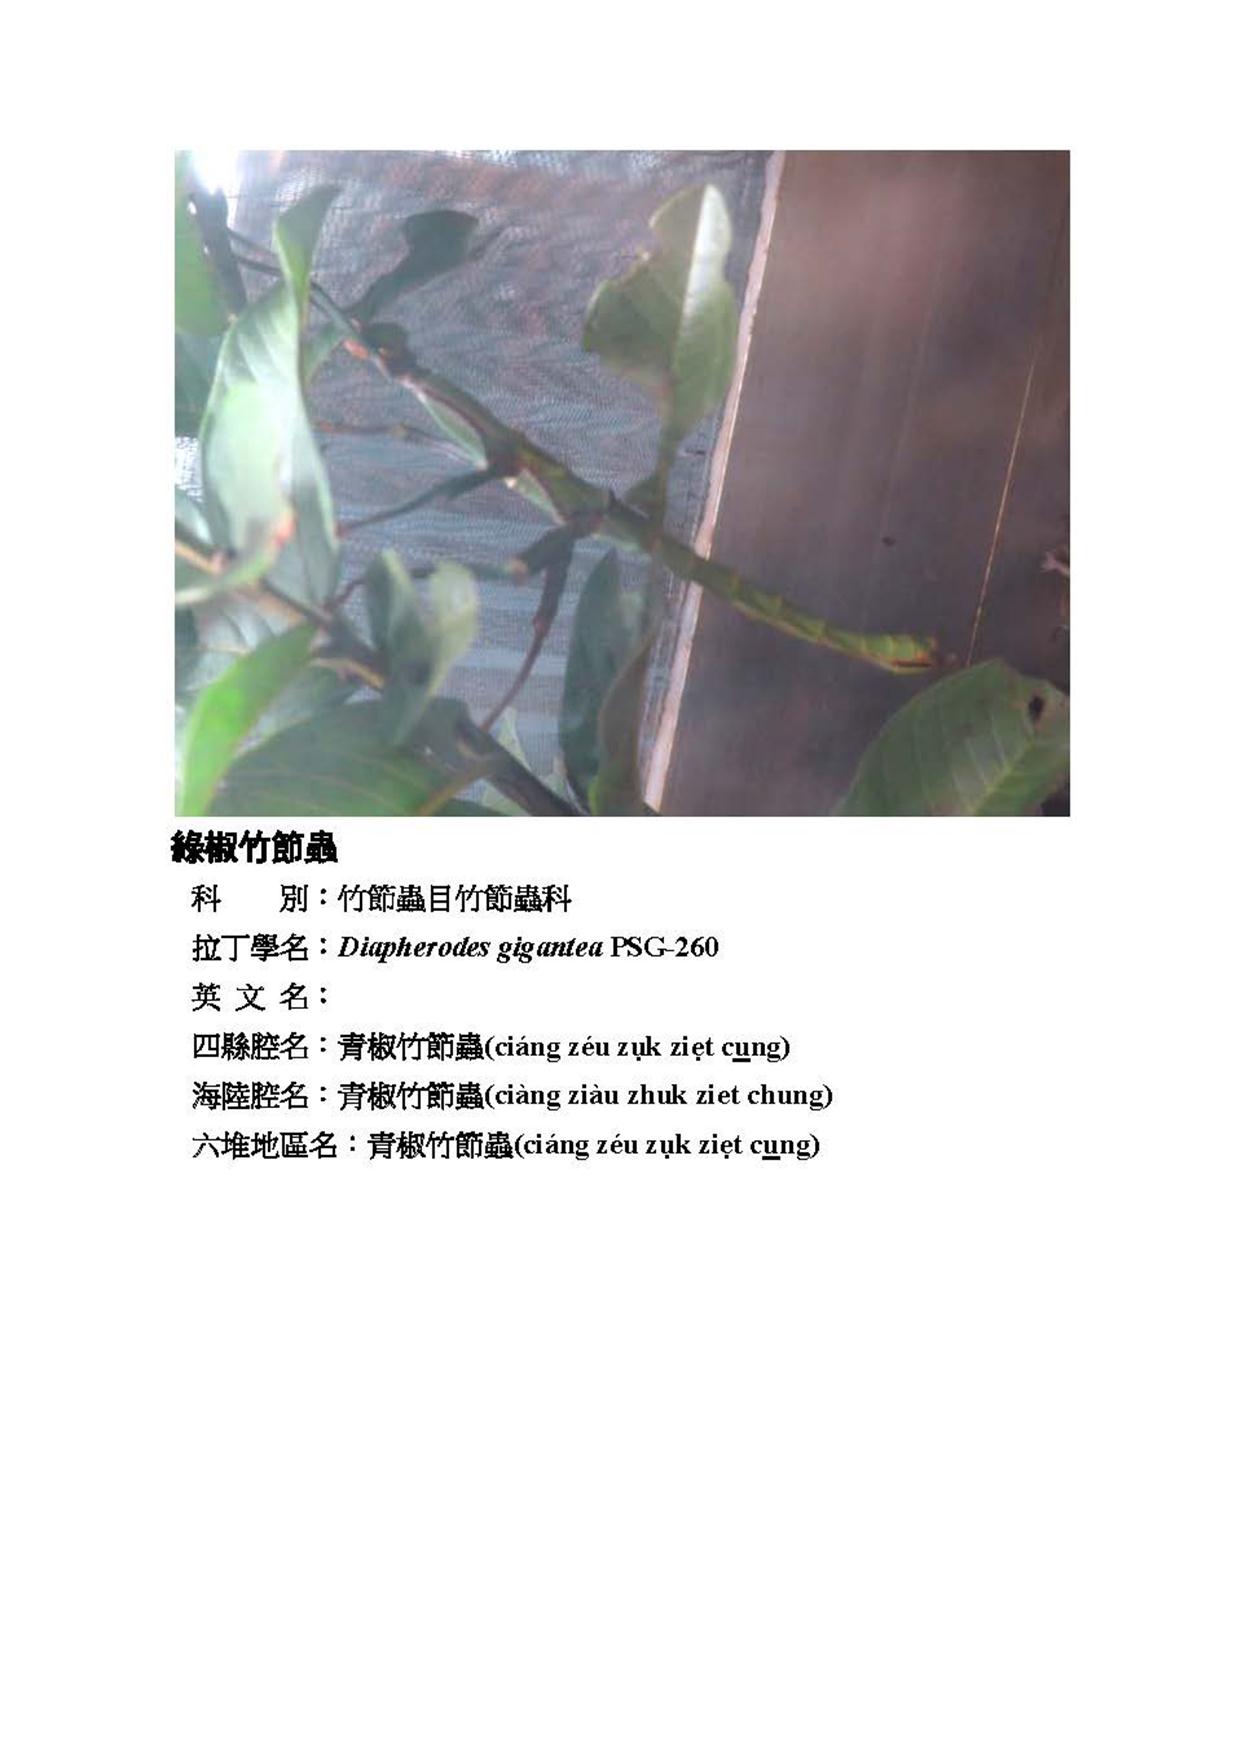 綠椒竹節蟲
科　　別：竹節蟲目竹節蟲科
拉丁學名：Diapherodes gigantea PSG-260
英 文 名：
四縣腔名：青椒竹節蟲(ciáng zéu zụk ziẹt cung)
海陸腔名：青椒竹節蟲(ciàng ziàu zhuk ziet chung)
六堆地區名：青椒竹節蟲(ciáng zéu zụk ziẹt cung)